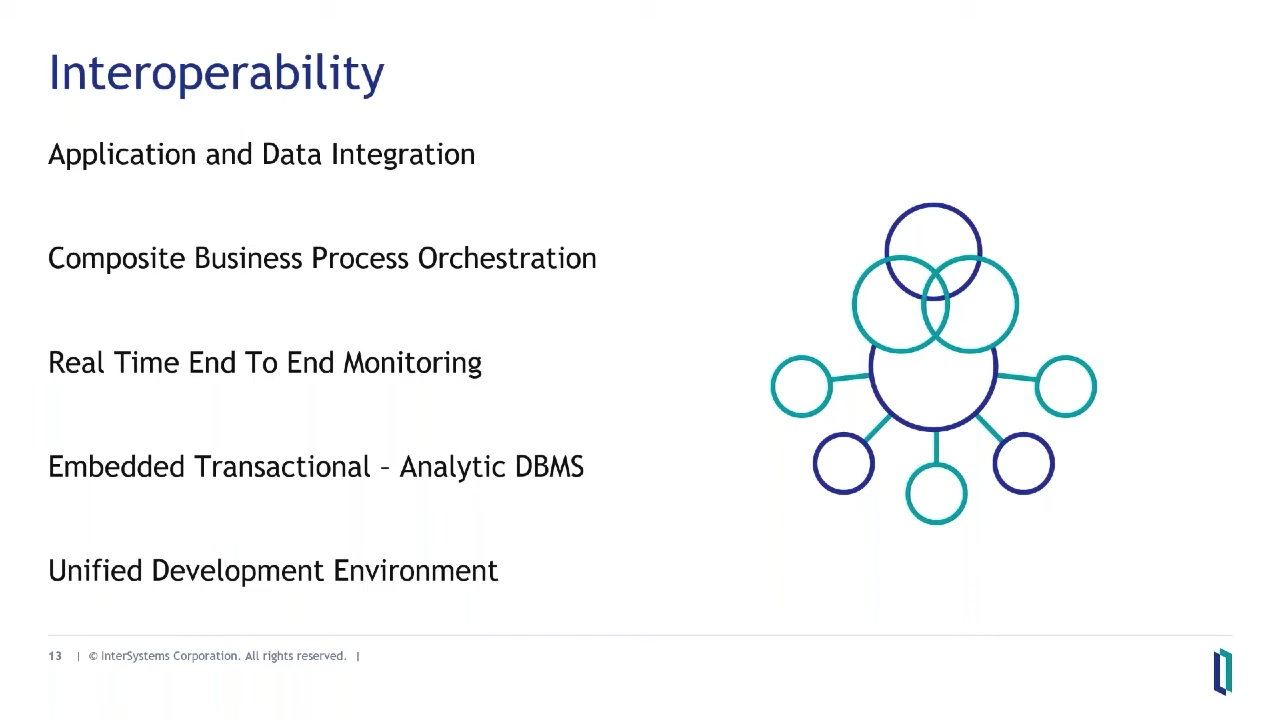 Interoperability
Application and Data Integration
Composite Business Process Orchestration
Real Time End To End Monitoring
Embedded Transactional – Analytic DBMS
Unified Development Environment
13 | © InterSystems Corporation. All rights reserved. |